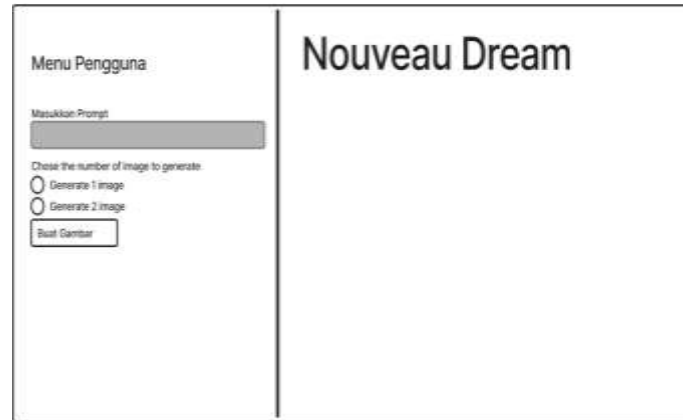 Menu Pengguna
Masukkan Prompt
Chose the number of image to generate
Generate 1 image
Generate 2 image
Buat Gambar
Nouveau Dream